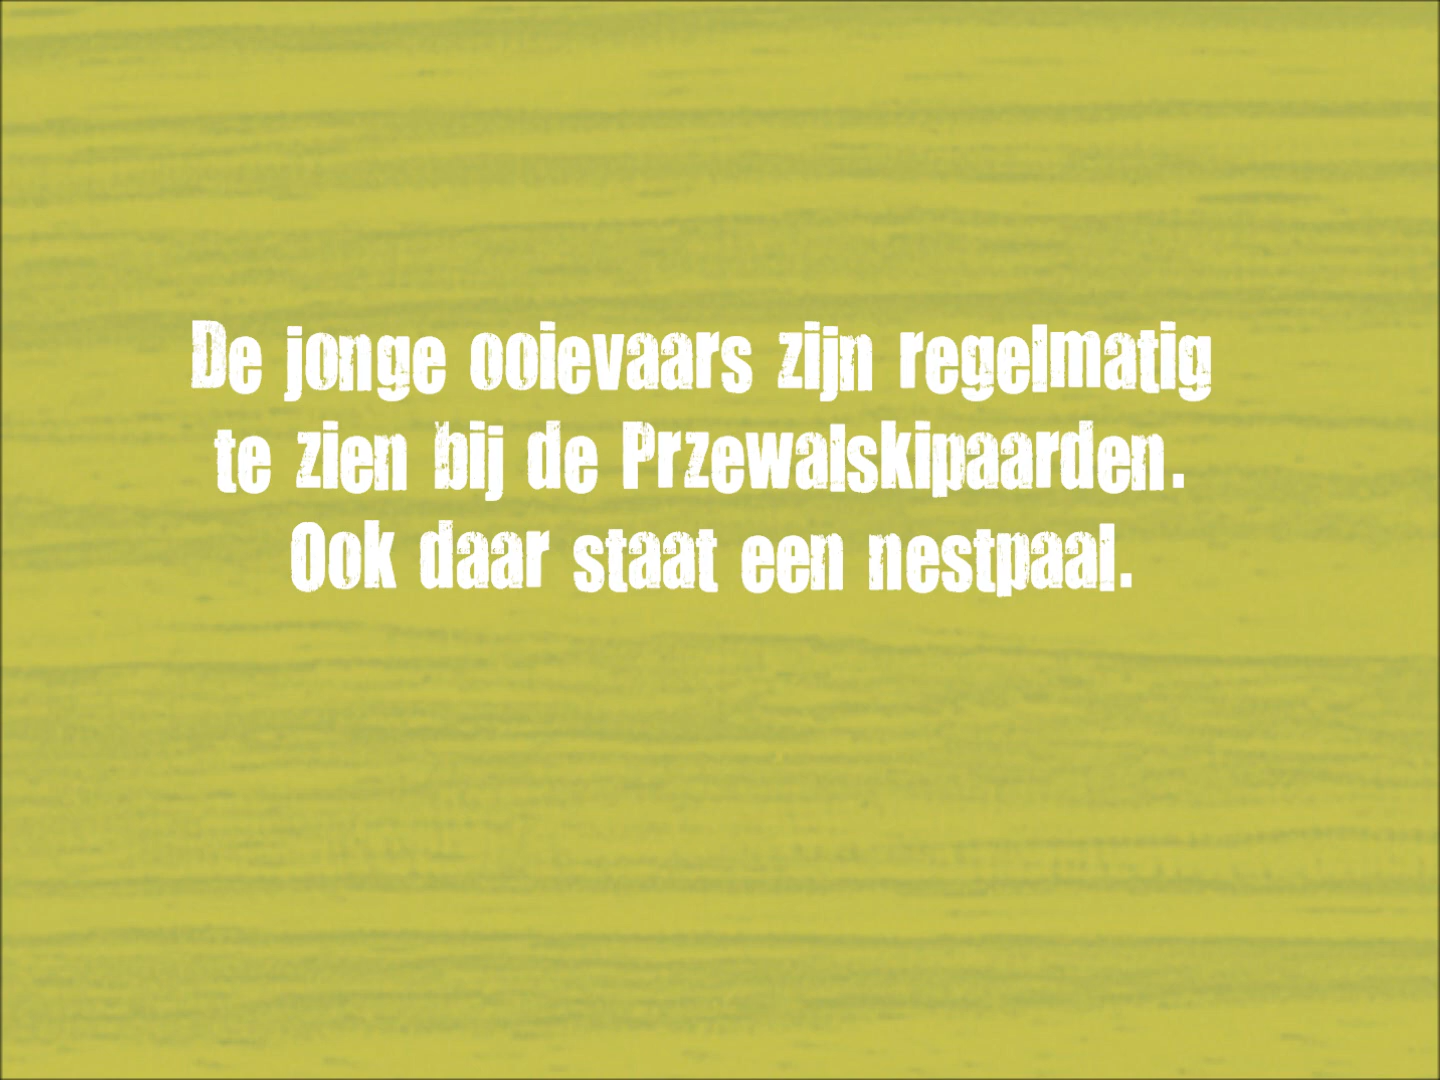 De jonge ooievaars zijn regelmatig
te zien bij de Przewalskipaarden.
Ook daar staat een nestpaal.